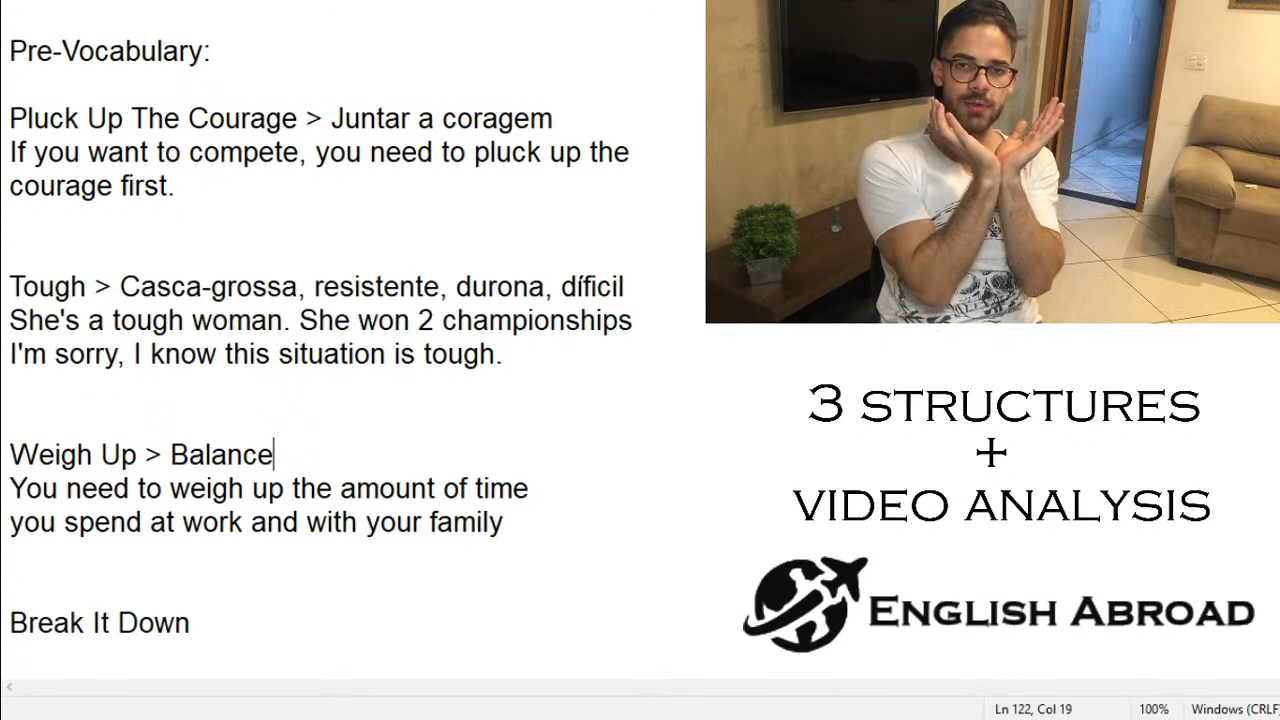 Pre-Vocabulary:
Pluck Up The Courage > Juntar a coragem
If you want to compete, you need to pluck up the
courage first.
Tough > Casca-grossa, resistente, durona, díficil
She's a tough woman. She won 2 championships
I'm sorry, I know this situation is tough.
Weigh Up > Balance
You need to weigh up the amount of time
you spend at work and with your family
Break It Down
3 STRUCTURES
+
VIDEO ANALYSIS
ENGLISH ABROAD
Ln 122, Col 19
100%
Windows (CRLF